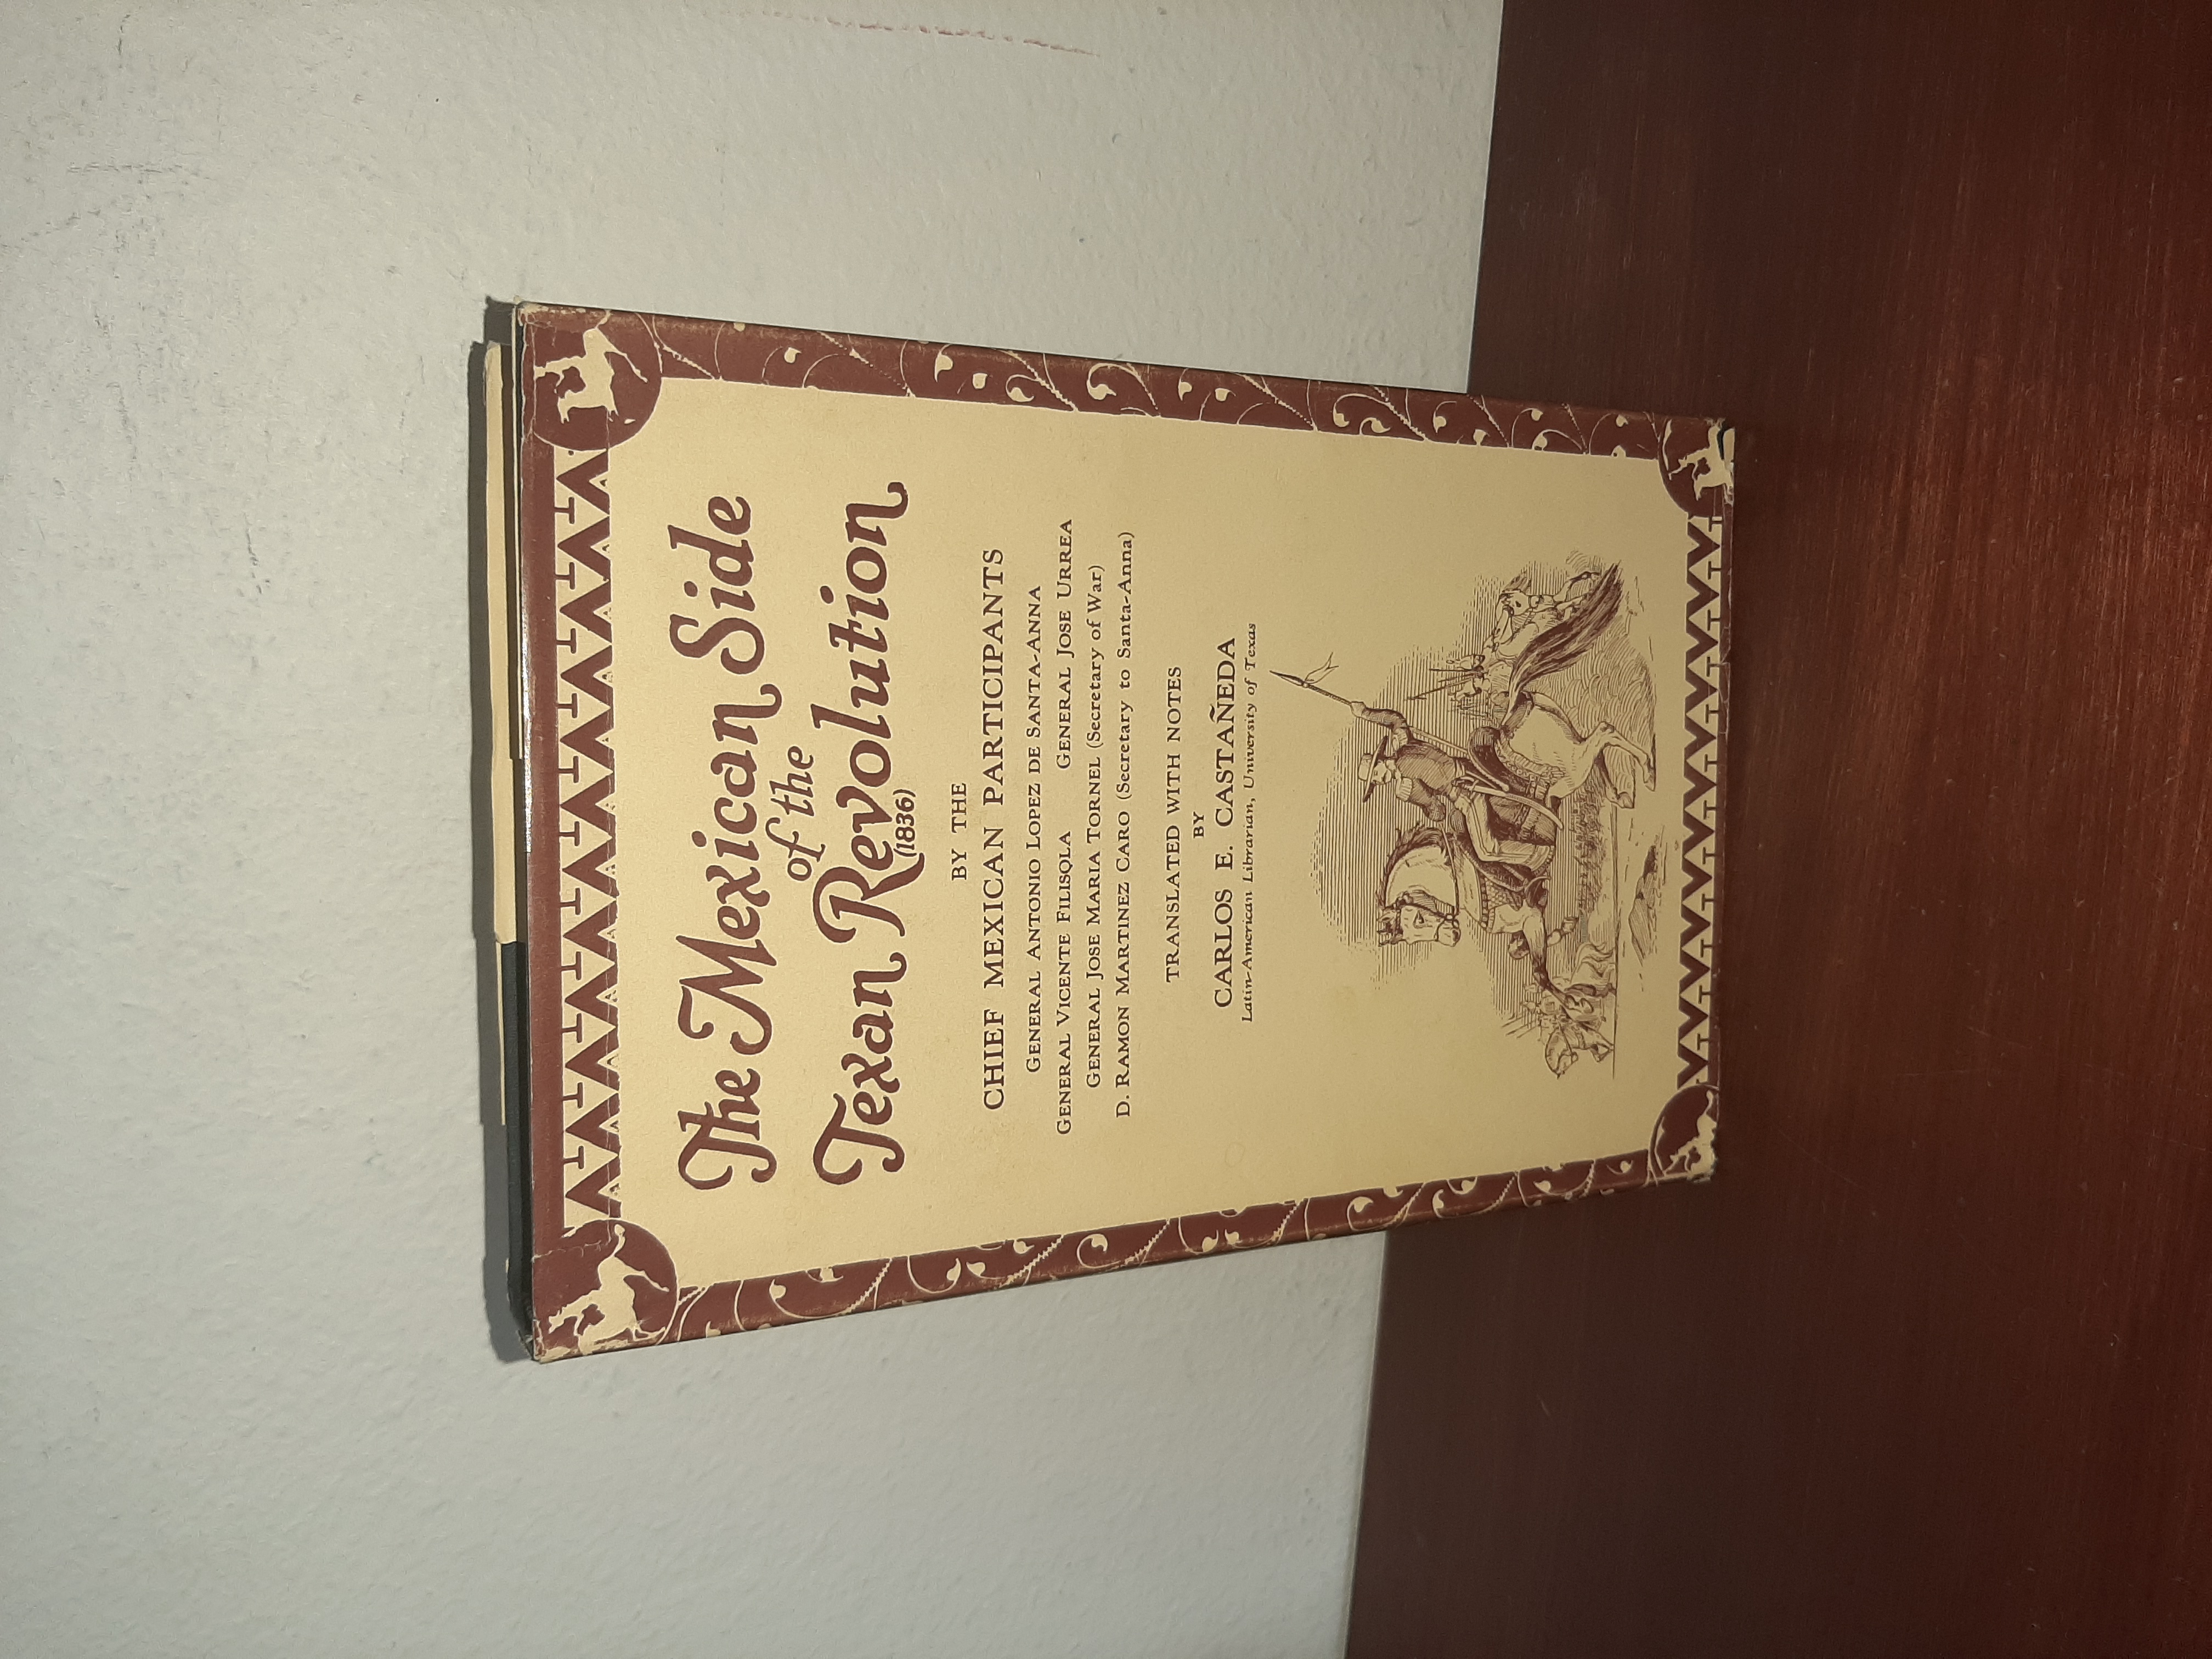 The Mexican Side
of the
Texan Revolution
(1836)
BY THE
CHIEF MEXICAN PARTICIPANTS
GENERAL ANTONIO LOPEZ DE SANTA-ANNA
GENERAL VICENTE FILISOLA GENERAL JOSE URREA
GENERAL JOSE MARIA TORNEL (Secretary of War)
D. RAMON MARTINEZ CARO (Secretary to Santa-Anna)
TRANSLATED WITH NOTES
BY
CARLOS E. CASTAÑEDA
Latin-American Librarian, University of Texas